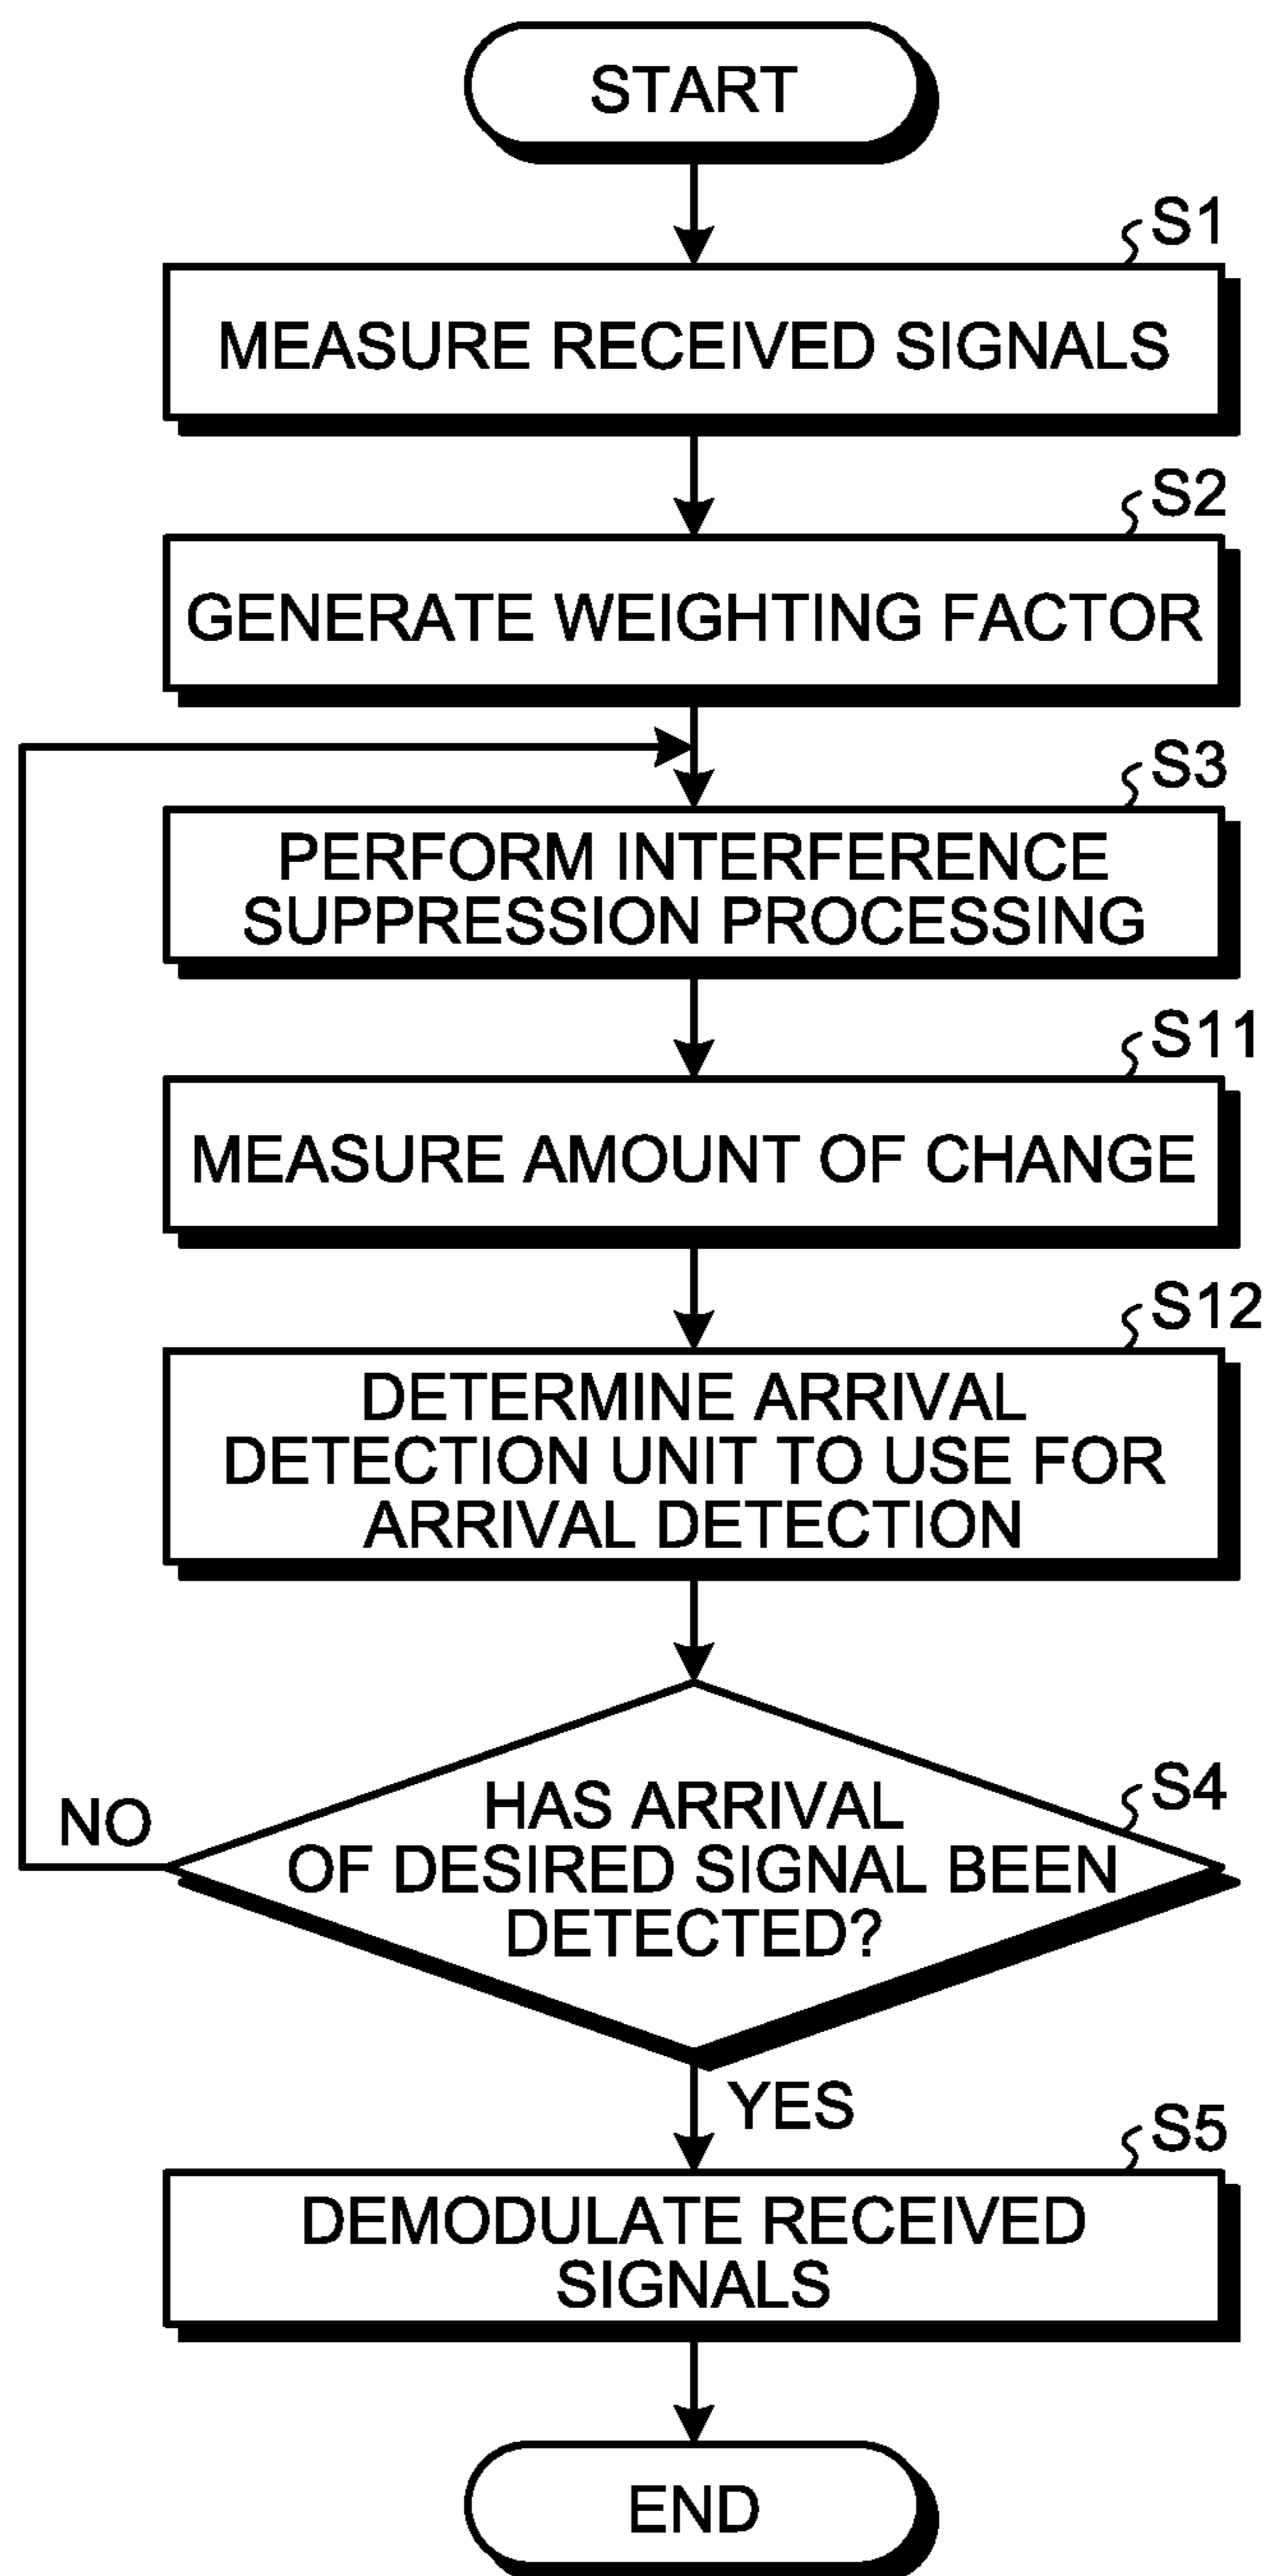 START
S1
MEASURE RECEIVED SIGNALS
S2
GENERATE WEIGHTING FACTOR
S3
PERFORM INTERFERENCE
SUPPRESSION PROCESSING
S11
MEASURE AMOUNT OF CHANGE
S12
DETERMINE ARRIVAL
DETECTION UNIT TO USE FOR
ARRIVAL DETECTION
S4
HAS ARRIVAL
OF DESIRED SIGNAL BEEN
DETECTED?
NO
YES
S5
DEMODULATE RECEIVED
SIGNALS
END